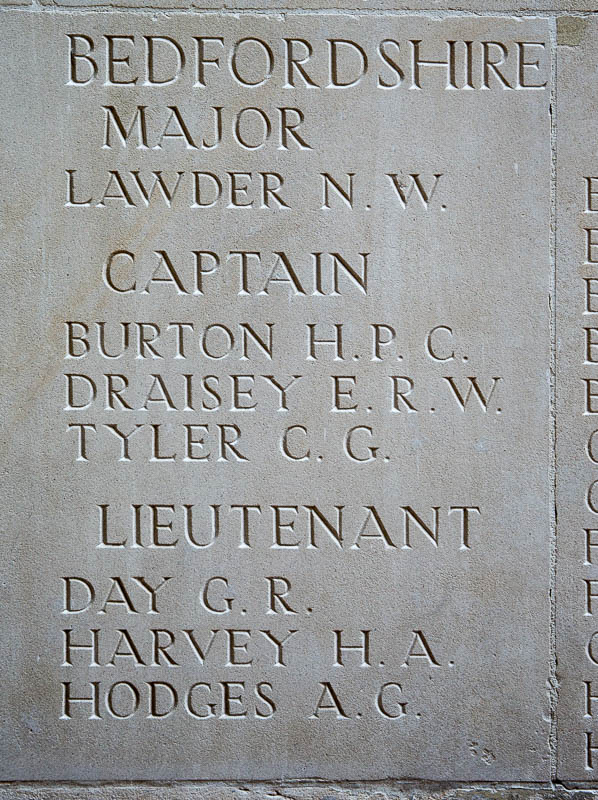 BEDFORDSHIRE
MAJOR
LAWDER N. W.
CAPTAIN
BURTON H. P. C.
DRAISEY E. R. W.
TYLER C. G.
LIEUTENANT
DAY G. R.
HARVEY H. A.
HODGES A. G.